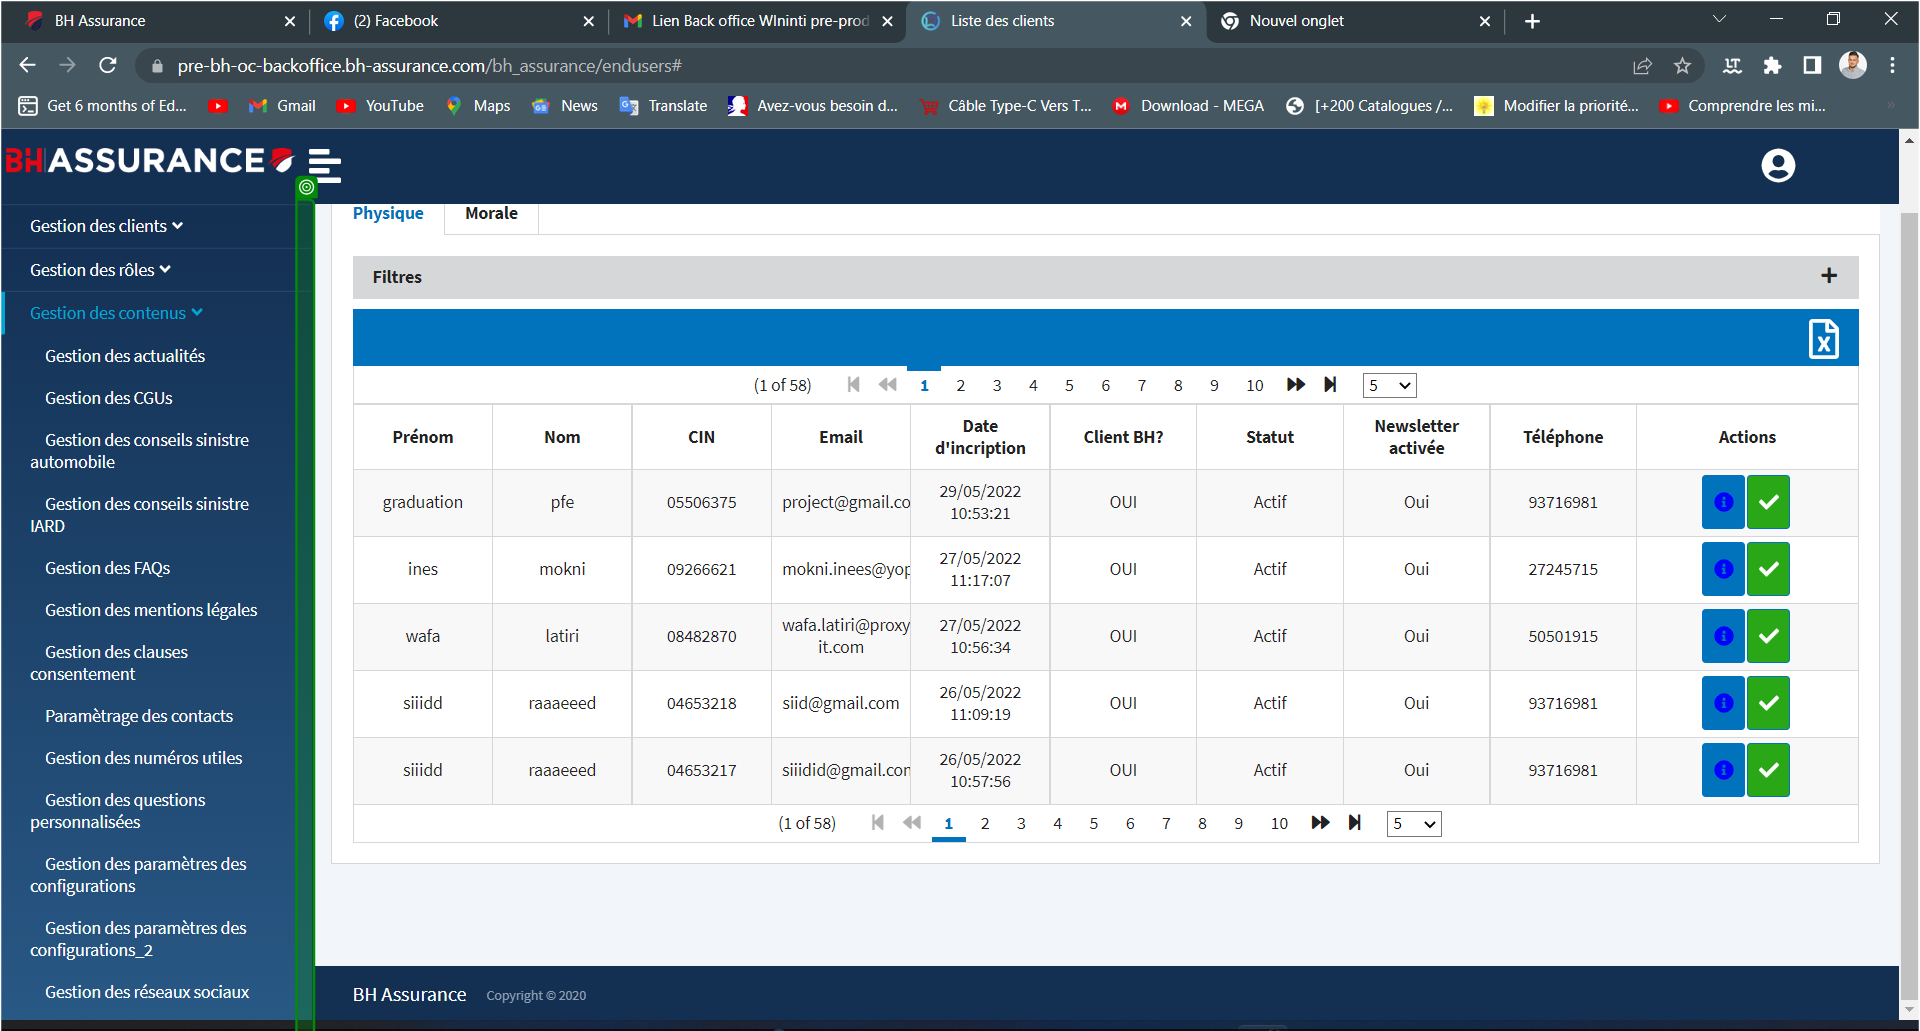 BH Assurance
(2) Facebook
Lien Back office WIninti pre-prod
Liste des clients
Nouvel onglet
pre-bh-oc-backoffice.bh-assurance.com/bh_assurance/endusers#
Get 6 months of Ed...
Gmail
YouTube
Maps
News
Translate
Avez-vous besoin d...
Câble Type-C Vers T...
Download - MEGA
[+200 Catalogues /...
Modifier la priorité...
Comprendre les mi...
BH ASSURANCE
Gestion des clients
Gestion des rôles
Gestion des contenus
Gestion des actualités
Gestion des CGUs
Gestion des conseils sinistre
automobile
Gestion des conseils sinistre
IARD
Gestion des FAQs
Gestion des mentions légales
Gestion des clauses
consentement
Paramètrage des contacts
Gestion des numéros utiles
Gestion des questions
personnalisées
Gestion des paramètres des
configurations
Gestion des paramètres des
configurations_2
Gestion des réseaux sociaux
Physique
Morale
Filtres
(1 of 58) 1 2 3 4 5 6 7 8 9 10 5
Prénom Nom CIN Email Date d'incription Client BH? Statut Newsletter activée Téléphone Actions
graduation pfe 05506375 project@gmail.co 29/05/2022 10:53:21 OUI Actif Oui 93716981
ines mokni 09266621 mokni.inees@yop 27/05/2022 11:17:07 OUI Actif Oui 27245715
wafa latiri 08482870 wafa.latiri@proxy it.com 27/05/2022 10:56:34 OUI Actif Oui 50501915
siiidd raaaeeed 04653218 siid@gmail.com 26/05/2022 11:09:19 OUI Actif Oui 93716981
siiidd raaaeeed 04653217 siiidid@gmail.con 26/05/2022 10:57:56 OUI Actif Oui 93716981
(1 of 58) 1 2 3 4 5 6 7 8 9 10 5
BH Assurance Copyright © 2020